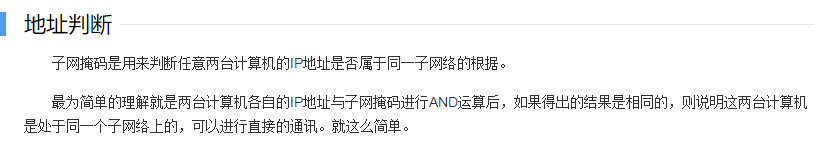 地址判断
子网掩码是用来判断任意两台计算机的IP地址是否属于同一子网络的根据。
最为简单的理解就是两台计算机各自的IP地址与子网掩码进行AND运算后，如果得出的结果是相同的，则说明这两台计算机
是处于同一个子网络上的，可以进行直接的通讯。就这么简单。